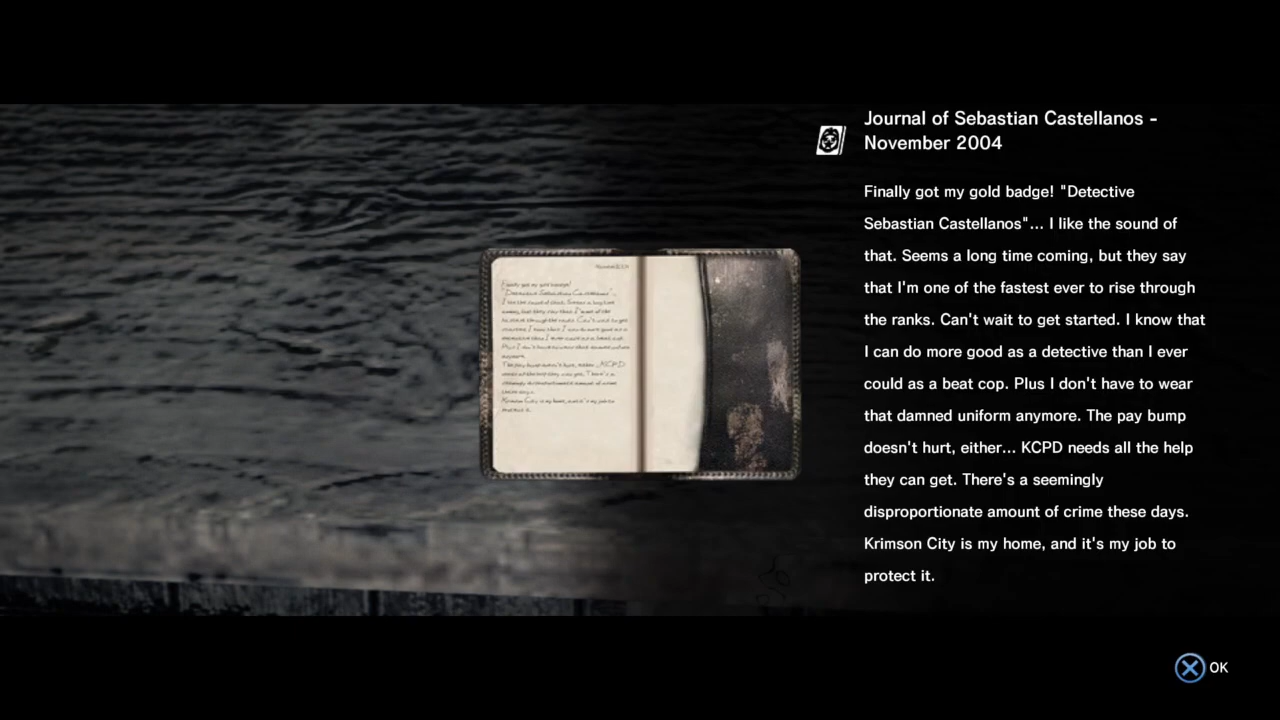 Journal of Sebastian Castellanos -
November 2004
Finally got my gold badge! "Detective
Sebastian Castellanos"... I like the sound of
that. Seems a long time coming, but they say
that I'm one of the fastest ever to rise through
the ranks. Can't wait to get started. I know that
I can do more good as a detective than I ever
could as a beat cop. Plus I don't have to wear
that damned uniform anymore. The pay bump
doesn't hurt, either... KCPD needs all the help
they can get. There's a seemingly
disproportionate amount of crime these days.
Krimson City is my home, and it's my job to
protect it.
OK